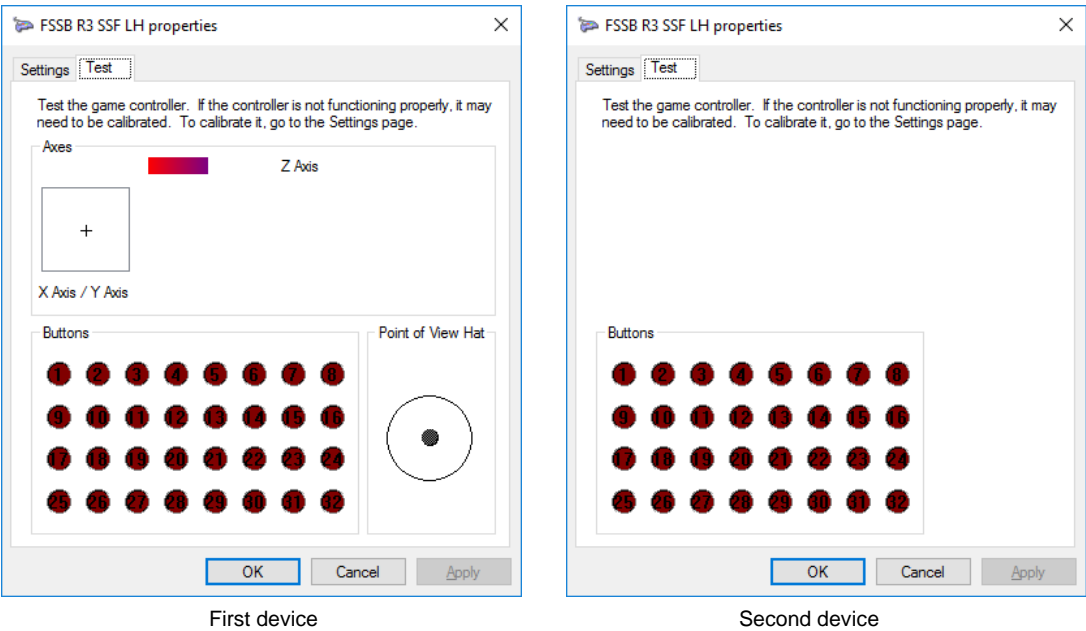 FSSB R3 SSF LH properties
Settings Test
Test the game controller. If the controller is not functioning properly, it may
need to be calibrated. To calibrate it, go to the Settings page.
Axes
Z Axis
X Axis / Y Axis
Buttons
1 2 3 4 5 6 7 8
9 10 11 12 13 14 15 16
17 18 19 20 21 22 23 24
25 26 27 28 29 30 31 32
Point of View Hat
OK Cancel Apply
First device
FSSB R3 SSF LH properties
Settings Test
Test the game controller. If the controller is not functioning properly, it may
need to be calibrated. To calibrate it, go to the Settings page.
Buttons
1 2 3 4 5 6 7 8
9 10 11 12 13 14 15 16
17 18 19 20 21 22 23 24
25 26 27 28 29 30 31 32
OK Cancel Apply
Second device